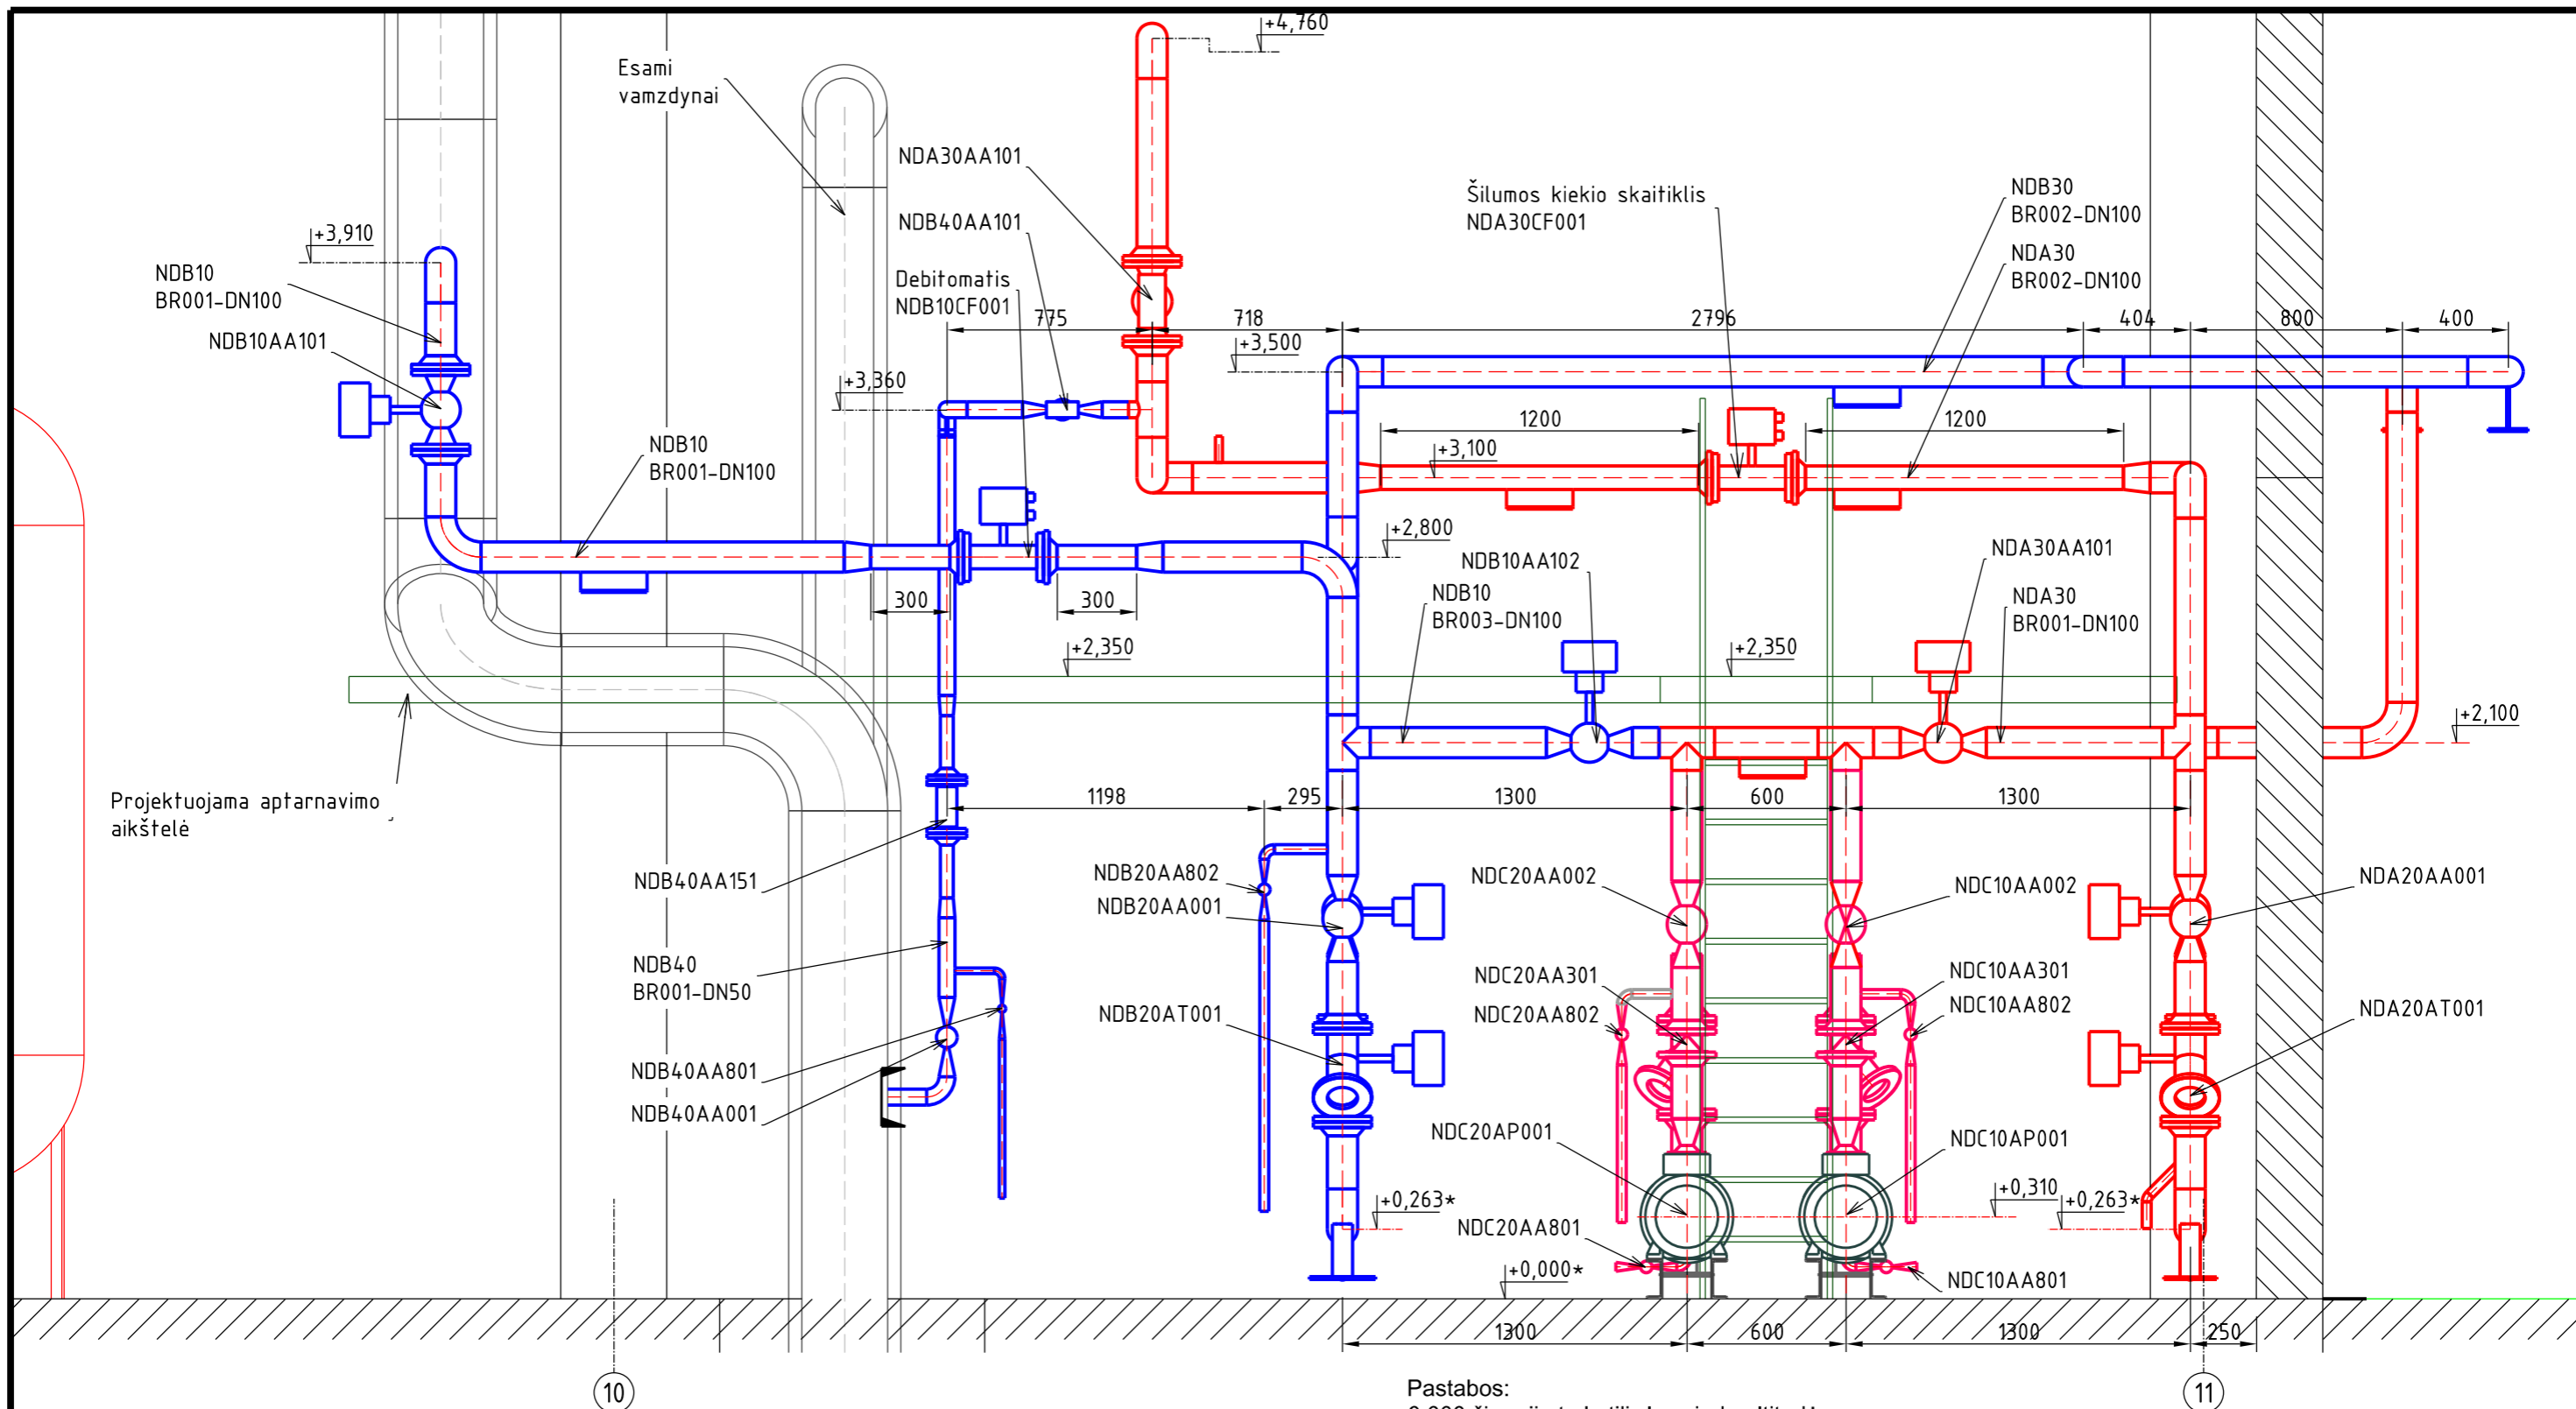 +4,760
Esami
vamzdynai
NDA30AA101
NDB40AA101
Šilumos kiekio skaitiklis
NDA30CF001
NDB30
BR002-DN100
NDA30
BR002-DN100
+3,910
NDB10
BR001-DN100
NDB10AA101
Debitomatis
NDB10CF001
775
718
2796
404
800
400
+3,500
+3,360
NDB10
BR001-DN100
1200
1200
+3,100
+2,800
NDB10AA102
NDA30AA101
300
300
NDB10
BR003-DN100
NDA30
BR001-DN100
+2,350
+2,350
+2,100
Projektuojama aptarnavimo
aikštelė
1198
295
1300
600
1300
NDB40AA151
NDB20AA802
NDB20AA001
NDC20AA002
NDC10AA002
NDA20AA001
NDB40
BR001-DN50
NDC20AA301
NDC20AA802
NDC10AA301
NDC10AA802
NDB20AT001
NDA20AT001
NDB40AA801
NDB40AA001
NDC20AP001
NDC10AP001
+0,263*
+0,310
+0,263*
NDC20AA801
+0,000*
NDC10AA801
1300
600
1300
250
10
11
Pastabos: